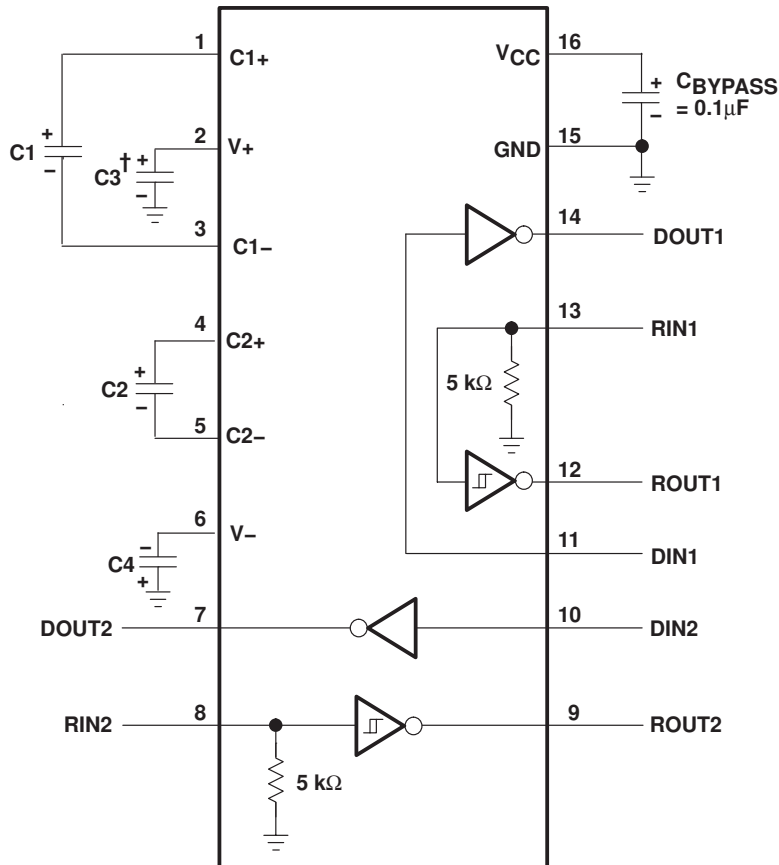 1
C1+
VCC
16
+
CBYPASS
= 0.1µF
–
C1
+
–
2
V+
C3†
+
–
GND
15
3
C1–
14
DOUT1
4
C2+
13
RIN1
5 kΩ
C2
+
–
5
C2–
12
ROUT1
6
V–
11
DIN1
C4
–
+
DOUT2
7
10
DIN2
RIN2
8
9
ROUT2
5 kΩ